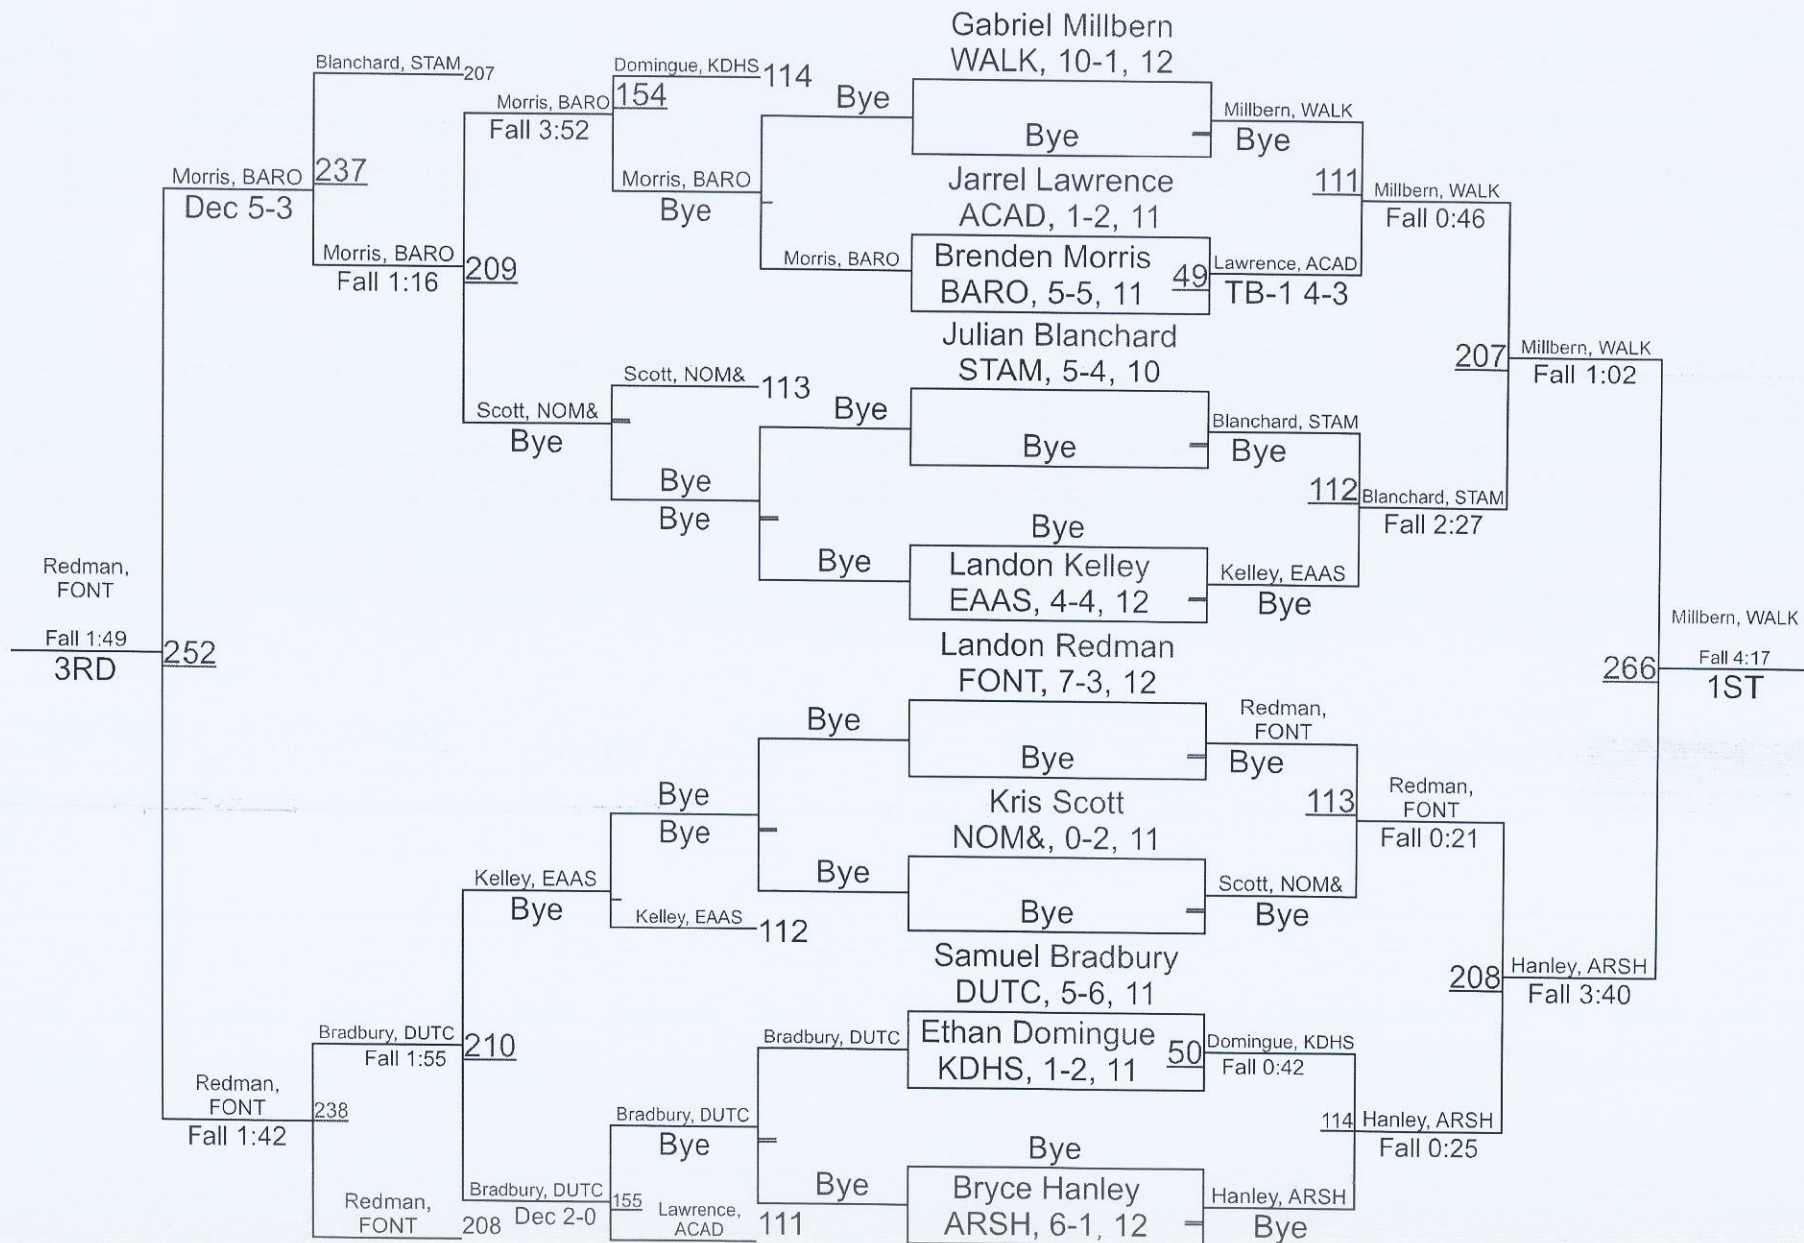 Gabriel Millbern
WALK, 10-1, 12
Bye
Jarrel Lawrence
ACAD, 1-2, 11
Brenden Morris
BARO, 5-5, 11
49
Julian Blanchard
STAM, 5-4, 10
Bye
Bye
Landon Kelley
EAAS, 4-4, 12
Landon Redman
FONT, 7-3, 12
Bye
Kris Scott
NOM&, 0-2, 11
Bye
Samuel Bradbury
DUTC, 5-6, 11
Ethan Domingue
KDHS, 1-2, 11
50
Bye
Bryce Hanley
ARSH, 6-1, 12
Millbern, WALK
Bye
Lawrence, ACAD
TB-1 4-3
Blanchard, STAM
Bye
Kelley, EAAS
Bye
Redman,
FONT
Bye
Scott, NOM&
Bye
Domingue, KDHS
Fall 0:42
Hanley, ARSH
Bye
111
Millbern, WALK
Fall 0:46
112
Blanchard, STAM
Fall 2:27
113
Redman,
FONT
Fall 0:21
114
Hanley, ARSH
Fall 0:25
207
Millbern, WALK
Fall 1:02
208
Hanley, ARSH
Fall 3:40
266
Millbern, WALK
Fall 4:17
1ST
Bye
Morris, BARO
Bye
Bye
Bye
Bye
Bradbury, DUTC
Bye
Domingue, KDHS
114
Morris, BARO
Bye
Scott, NOM&
113
Bye
Bye
Bye
Bye
Kelley, EAAS
112
Bradbury, DUTC
Bye
Lawrence,
ACAD
111
Morris, BARO
154
Fall 3:52
Scott, NOM&
Bye
Kelley, EAAS
Bye
Bradbury, DUTC
155
Dec 2-0
Blanchard, STAM
207
Morris, BARO
209
Fall 1:16
Bradbury, DUTC
210
Fall 1:55
Redman,
FONT
208
Morris, BARO
237
Dec 5-3
Redman,
FONT
238
Fall 1:42
Redman,
FONT
Fall 1:49
252
3RD